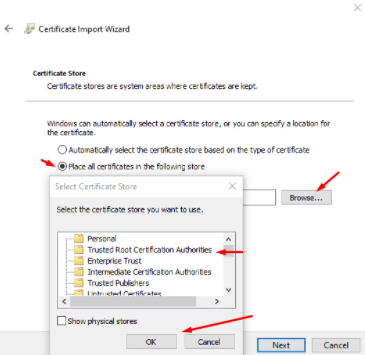 Certificate Import Wizard
Certificate Store
Certificate stores are system areas where certificates are kept.
Windows can automatically select a certificate store, or you can specify a location for
the certificate.
Automatically select the certificate store based on the type of certificate
Place all certificates in the following store
Browse...
Select Certificate Store
Select the certificate store you want to use.
Personal
Trusted Root Certification Authorities
Enterprise Trust
Intermediate Certification Authorities
Trusted Publishers
Untrusted Certificates
Show physical stores
OK
Cancel
Next
Cancel